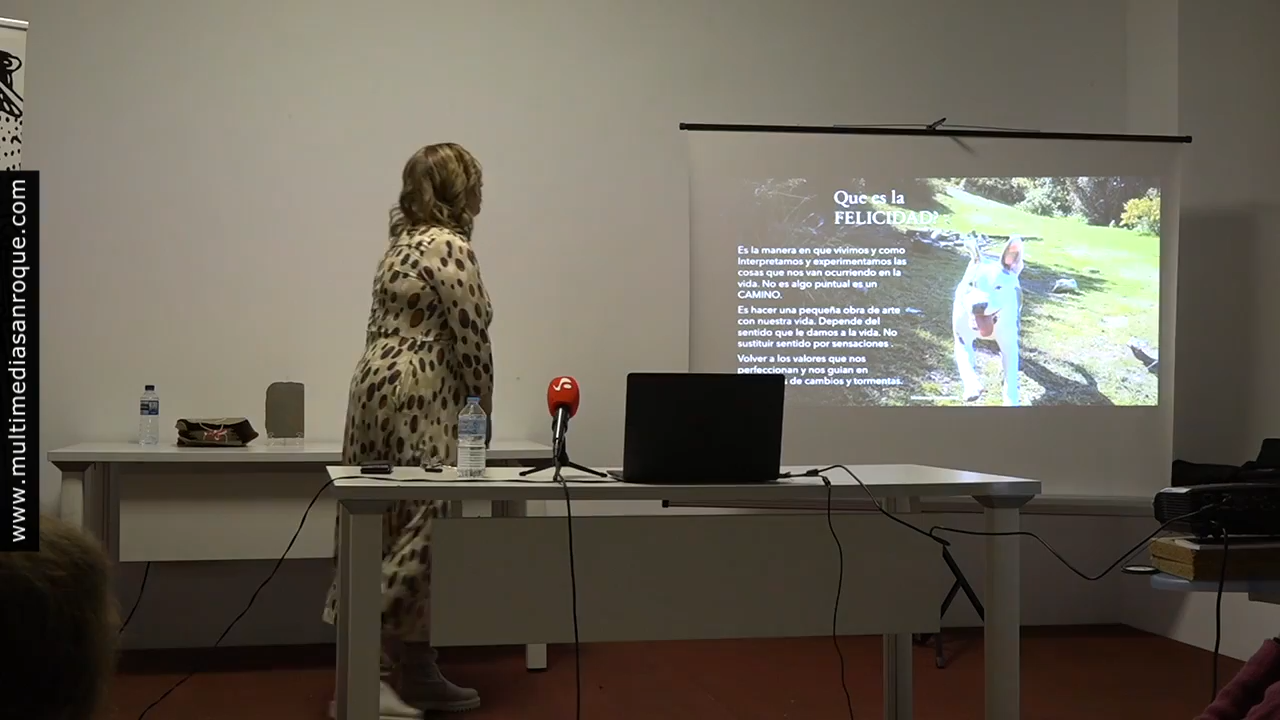 www.multimediasanroque.com
Que es la
FELICIDAD?
Es la manera en que vivimos y como
Interpretamos y experimentamos las
cosas que nos van ocurriendo en la
vida. No es algo puntual es un
CAMINO.
Es hacer una pequeña obra de arte
con nuestra vida. Depende del
sentido que le damos a la vida. No
sustituir sentido por sensaciones .
Volver a los valores que nos
perfeccionan y nos guian en
de cambios y tormentas.